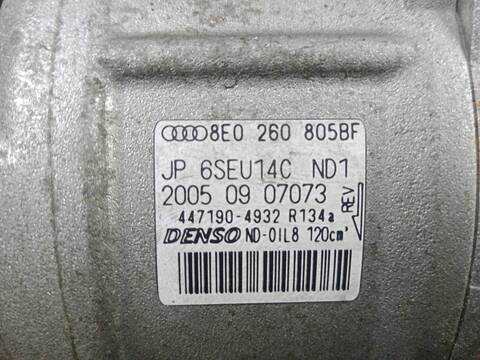 8E0 260 805BF
JP 6SEU14C ND1
2005 09 07073
REV
447190-4932 R134a
DENSO ND-OIL8 120cm³